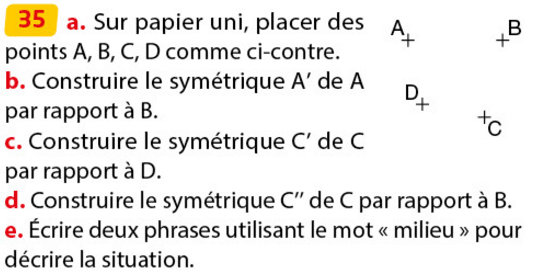 35 a. Sur papier uni, placer des
points A, B, C, D comme ci-contre.
b. Construire le symétrique A′ de A
par rapport à B.
c. Construire le symétrique C′ de C
par rapport à D.
d. Construire le symétrique C′′ de C par rapport à B.
e. Écrire deux phrases utilisant le mot « milieu » pour
décrire la situation.
A
B
D
C